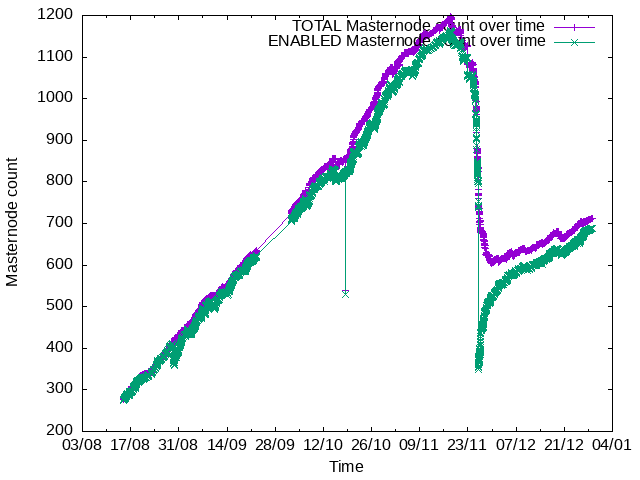 1200
1100
1000
900
800
700
600
500
400
300
200
Masternode count
TOTAL Masternode count over time
ENABLED Masternode count over time
03/08 17/08 31/08 14/09 28/09 12/10 26/10 09/11 23/11 07/12 21/12 04/01
Time